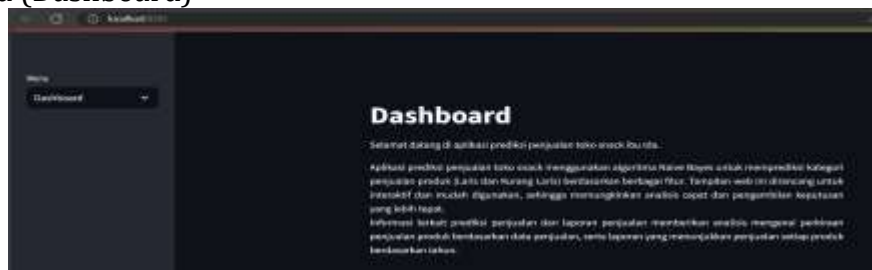 (Dashboard)
localhost
Menu
Dashboard
Dashboard
Selamat datang di aplikasi prediksi penjualan toko snack ibu ida.
Aplikasi prediksi penjualan toko snack menggunakan algoritma Naive Bayes untuk memprediksi kategori
penjualan produk (Laris dan Kurang Laris) berdasarkan berbagai fitur. Tampilan web ini dirancang untuk
interaktif dan mudah digunakan, sehingga memungkinkan analisis cepat dan pengambilan keputusan
yang lebih tepat.
Informasi terkait prediksi penjualan dan laporan penjualan memberikan analisis mengenai perkiraan
penjualan produk berdasarkan data penjualan, serta laporan yang menunjukkan penjualan setiap produk
berdasarkan tahun.